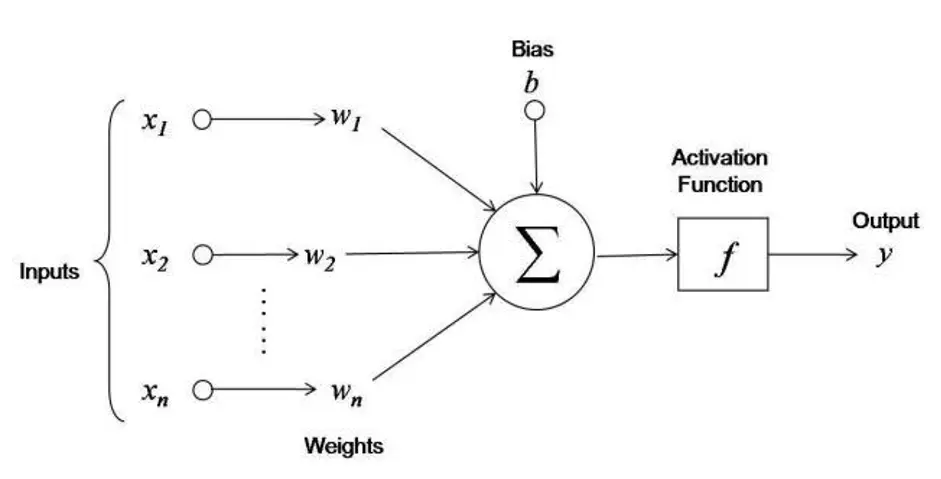 Bias
b
x1 w1
Activation
Function
Output
Inputs x2 w2 Σ f y
xn wn
Weights